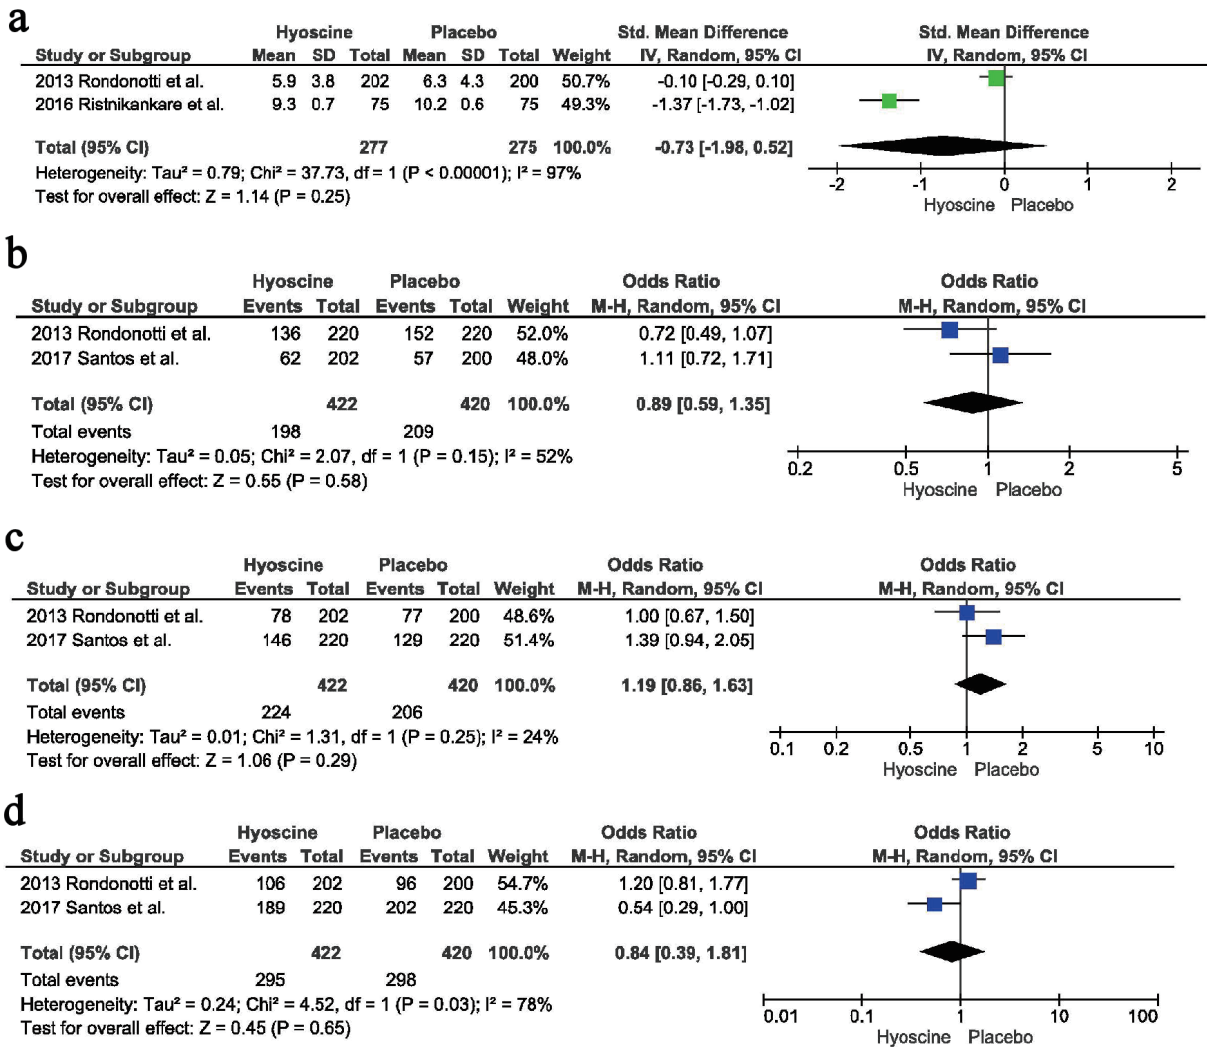 a
Hyoscine Placebo Std. Mean Difference Std. Mean Difference
Study or Subgroup Mean SD Total Mean SD Total Weight IV, Random, 95% CI IV, Random, 95% CI
2013 Rondonotti et al. 5.9 3.8 202 6.3 4.3 200 50.7% -0.10 [-0.29, 0.10]
2016 Ristnikankare et al. 9.3 0.7 75 10.2 0.6 75 49.3% -1.37 [-1.73, -1.02]
Total (95% CI) 277 275 100.0% -0.73 [-1.98, 0.52]
Heterogeneity: Tau² = 0.79; Chi² = 37.73, df = 1 (P < 0.00001); I² = 97%
Test for overall effect: Z = 1.14 (P = 0.25)
-2 -1 0 1 2
Hyoscine Placebo
b
Hyoscine Placebo Odds Ratio Odds Ratio
Study or Subgroup Events Total Events Total Weight M-H, Random, 95% CI M-H, Random, 95% CI
2013 Rondonotti et al. 136 220 152 220 52.0% 0.72 [0.49, 1.07]
2017 Santos et al. 62 202 57 200 48.0% 1.11 [0.72, 1.71]
Total (95% CI) 422 420 100.0% 0.89 [0.59, 1.35]
Total events 198 209
Heterogeneity: Tau² = 0.05; Chi² = 2.07, df = 1 (P = 0.15); I² = 52%
Test for overall effect: Z = 0.55 (P = 0.58)
0.2 0.5 1 2 5
Hyoscine Placebo
c
Hyoscine Placebo Odds Ratio Odds Ratio
Study or Subgroup Events Total Events Total Weight M-H, Random, 95% CI M-H, Random, 95% CI
2013 Rondonotti et al. 78 202 77 200 48.6% 1.00 [0.67, 1.50]
2017 Santos et al. 146 220 129 220 51.4% 1.39 [0.94, 2.05]
Total (95% CI) 422 420 100.0% 1.19 [0.86, 1.63]
Total events 224 206
Heterogeneity: Tau² = 0.01; Chi² = 1.31, df = 1 (P = 0.25); I² = 24%
Test for overall effect: Z = 1.06 (P = 0.29)
0.1 0.2 0.5 1 2 5 10
Hyoscine Placebo
d
Hyoscine Placebo Odds Ratio Odds Ratio
Study or Subgroup Events Total Events Total Weight M-H, Random, 95% CI M-H, Random, 95% CI
2013 Rondonotti et al. 106 202 96 200 54.7% 1.20 [0.81, 1.77]
2017 Santos et al. 189 220 202 220 45.3% 0.54 [0.29, 1.00]
Total (95% CI) 422 420 100.0% 0.84 [0.39, 1.81]
Total events 295 298
Heterogeneity: Tau² = 0.24; Chi² = 4.52, df = 1 (P = 0.03); I² = 78%
Test for overall effect: Z = 0.45 (P = 0.65)
0.01 0.1 1 10 100
Hyoscine Placebo